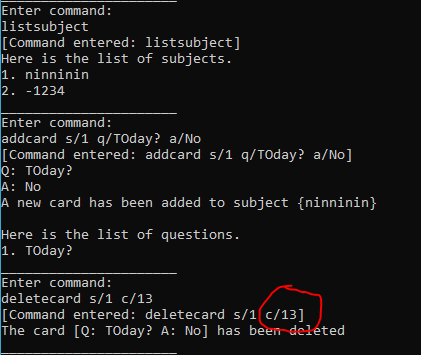 Enter command:
listsubject
[Command entered: listsubject]
Here is the list of subjects.
1. ninninin
2. -1234
Enter command:
addcard s/1 q/TOday? a/No
[Command entered: addcard s/1 q/TOday? a/No]
Q: TOday?
A: No
A new card has been added to subject {ninninin}
Here is the list of questions.
1. TOday?
Enter command:
deletecard s/1 c/13
[Command entered: deletecard s/1 c/13]
The card [Q: TOday? A: No] has been deleted